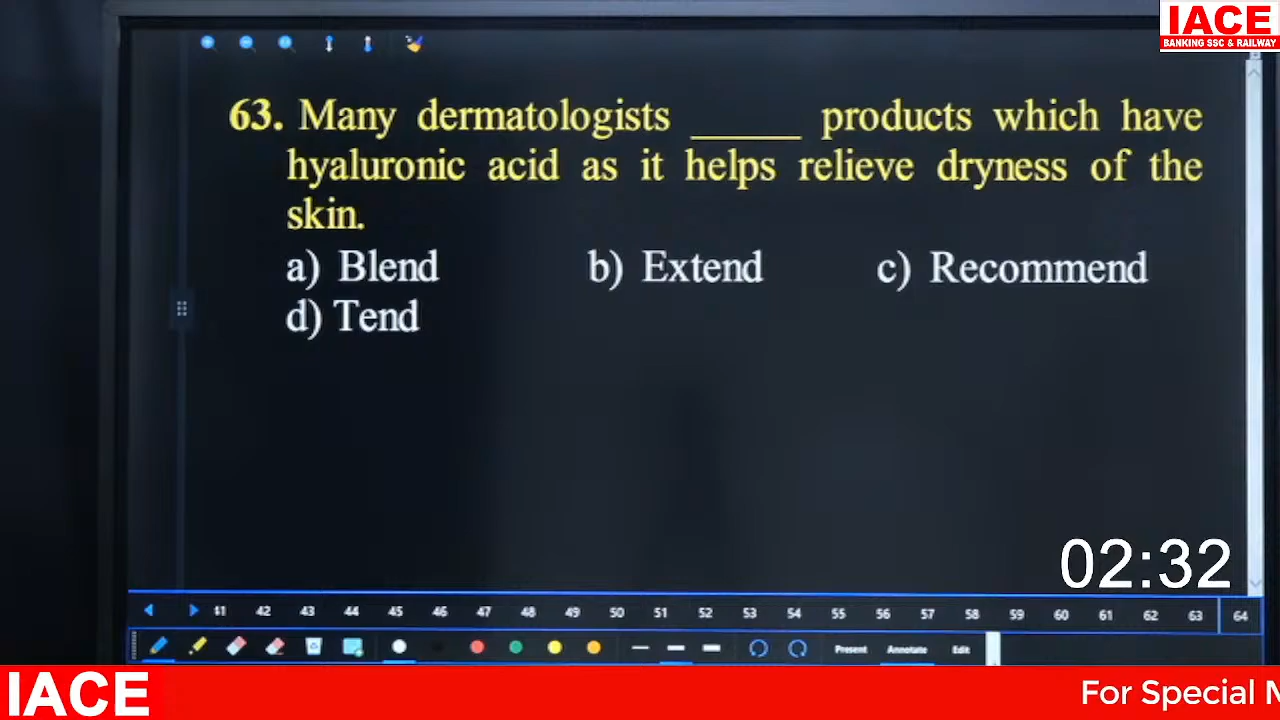 IACE
BANKING SSC & RAILWAY
63. Many dermatologists _____ products which have
hyaluronic acid as it helps relieve dryness of the
skin.
a) Blend b) Extend c) Recommend
d) Tend
02:32
41 42 43 44 45 46 47 48 49 50 51 52 53 54 55 56 57 58 59 60 61 62 63 64
Present Annotate Edit
IACE For Special